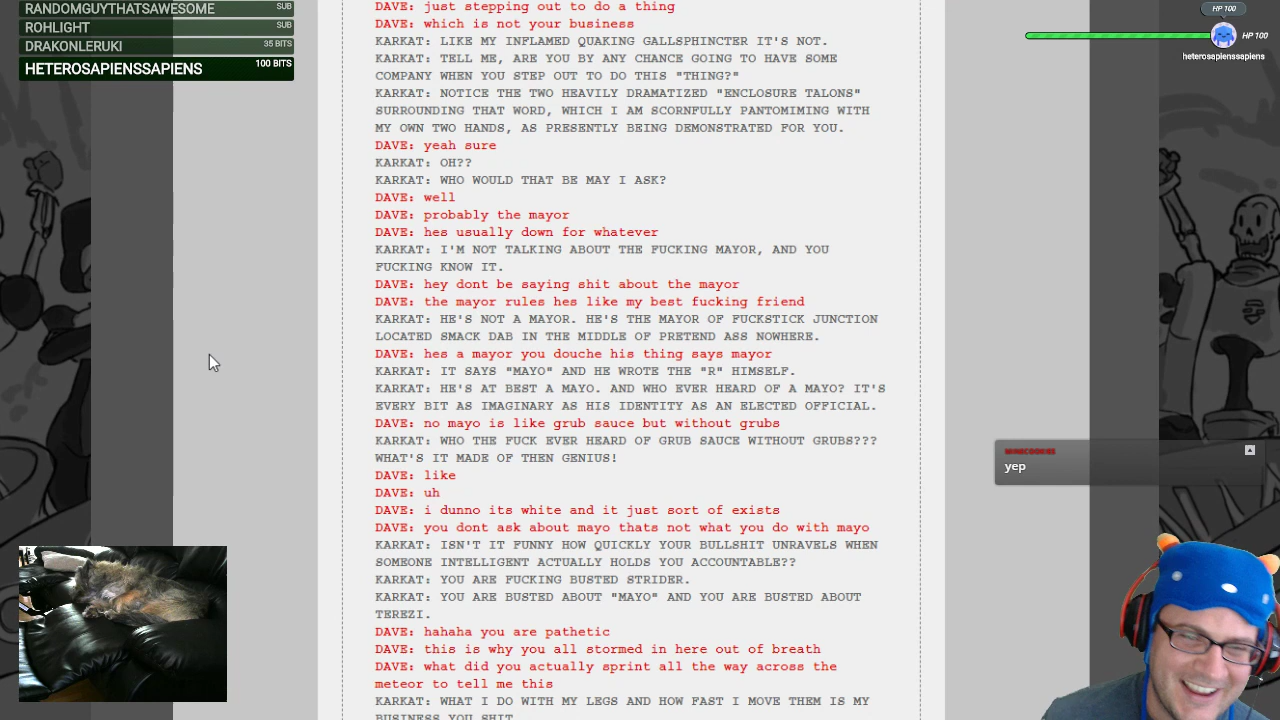 RANDOMGUYTHATSAWESOME SUB
ROHLIGHT SUB
DRAKONLERUKI 35 BITS
HETEROSAPIENSSAPIENS 100 BITS
HP 100
HP 100
heterosapienssapiens
DAVE: just stepping out to do a thing
DAVE: which is not your business
KARKAT: LIKE MY INFLAMED QUAKING GALLSPHINCTER IT'S NOT.
KARKAT: TELL ME, ARE YOU BY ANY CHANCE GOING TO HAVE SOME
COMPANY WHEN YOU STEP OUT TO DO THIS "THING?"
KARKAT: NOTICE THE TWO HEAVILY DRAMATIZED "ENCLOSURE TALONS"
SURROUNDING THAT WORD, WHICH I AM SCORNFULLY PANTOMIMING WITH
MY OWN TWO HANDS, AS PRESENTLY BEING DEMONSTRATED FOR YOU.
DAVE: yeah sure
KARKAT: OH??
KARKAT: WHO WOULD THAT BE MAY I ASK?
DAVE: well
DAVE: probably the mayor
DAVE: hes usually down for whatever
KARKAT: I'M NOT TALKING ABOUT THE FUCKING MAYOR, AND YOU
FUCKING KNOW IT.
DAVE: hey dont be saying shit about the mayor
DAVE: the mayor rules hes like my best fucking friend
KARKAT: HE'S NOT A MAYOR. HE'S THE MAYOR OF FUCKSTICK JUNCTION
LOCATED SMACK DAB IN THE MIDDLE OF PRETEND ASS NOWHERE.
DAVE: hes a mayor you douche his thing says mayor
KARKAT: IT SAYS "MAYO" AND HE WROTE THE "R" HIMSELF.
KARKAT: HE'S AT BEST A MAYO. AND WHO EVER HEARD OF A MAYO? IT'S
EVERY BIT AS IMAGINARY AS HIS IDENTITY AS AN ELECTED OFFICIAL.
DAVE: no mayo is like grub sauce but without grubs
KARKAT: WHO THE FUCK EVER HEARD OF GRUB SAUCE WITHOUT GRUBS???
WHAT'S IT MADE OF THEN GENIUS!
DAVE: like
DAVE: uh
DAVE: i dunno its white and it just sort of exists
DAVE: you dont ask about mayo thats not what you do with mayo
KARKAT: ISN'T IT FUNNY HOW QUICKLY YOUR BULLSHIT UNRAVELS WHEN
SOMEONE INTELLIGENT ACTUALLY HOLDS YOU ACCOUNTABLE??
KARKAT: YOU ARE FUCKING BUSTED STRIDER.
KARKAT: YOU ARE BUSTED ABOUT "MAYO" AND YOU ARE BUSTED ABOUT
TEREZI.
DAVE: hahaha you are pathetic
DAVE: this is why you all stormed in here out of breath
DAVE: what did you actually sprint all the way across the
meteor to tell me this
KARKAT: WHAT I DO WITH MY LEGS AND HOW FAST I MOVE THEM IS MY
BUSINESS YOU SHIT
yep